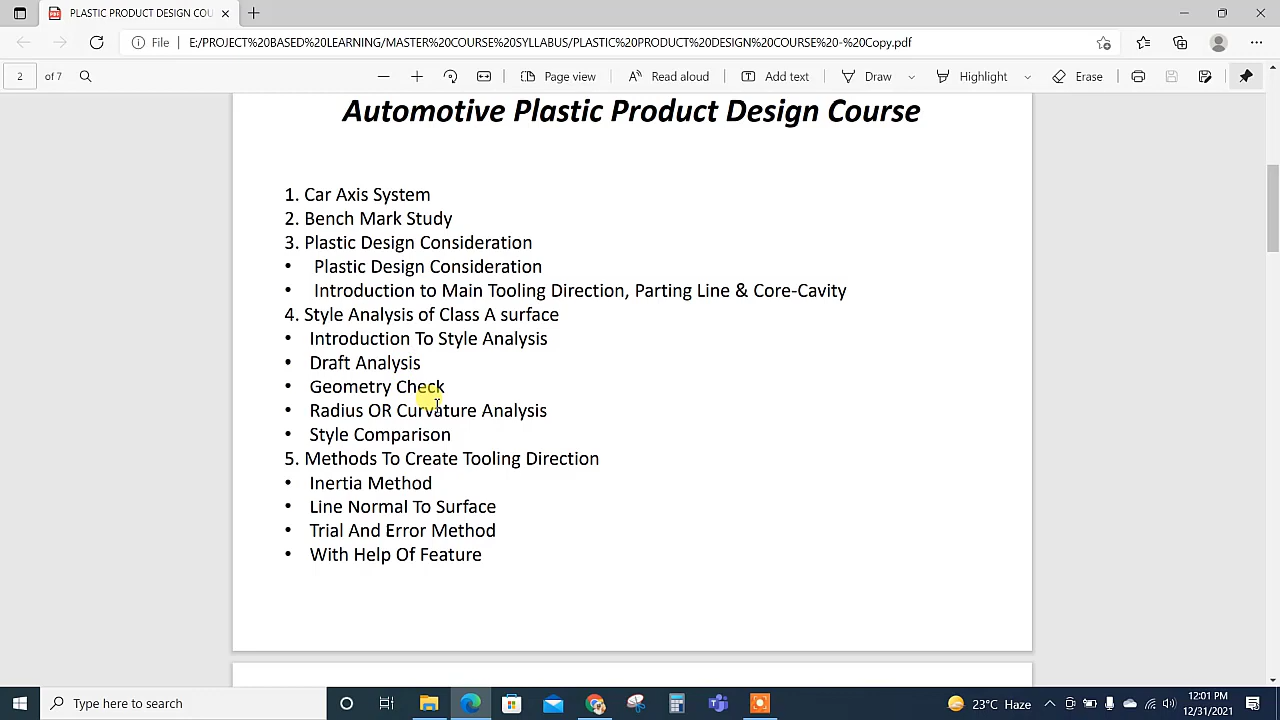 PLASTIC PRODUCT DESIGN COU
File
E:/PROJECT%20BASED%20LEARNING/MASTER%20COURSE%20SYLLABUS/PLASTIC%20PRODUCT%20DESIGN%20COURSE%20-%20Copy.pdf
2 of 7
Page view
Read aloud
Add text
Draw
Highlight
Erase
Automotive Plastic Product Design Course
1. Car Axis System
2. Bench Mark Study
3. Plastic Design Consideration
• Plastic Design Consideration
• Introduction to Main Tooling Direction, Parting Line & Core-Cavity
4. Style Analysis of Class A surface
• Introduction To Style Analysis
• Draft Analysis
• Geometry Check
• Radius OR Curvature Analysis
• Style Comparison
5. Methods To Create Tooling Direction
• Inertia Method
• Line Normal To Surface
• Trial And Error Method
• With Help Of Feature
Type here to search
23°C Haze
12:01 PM
12/31/2021